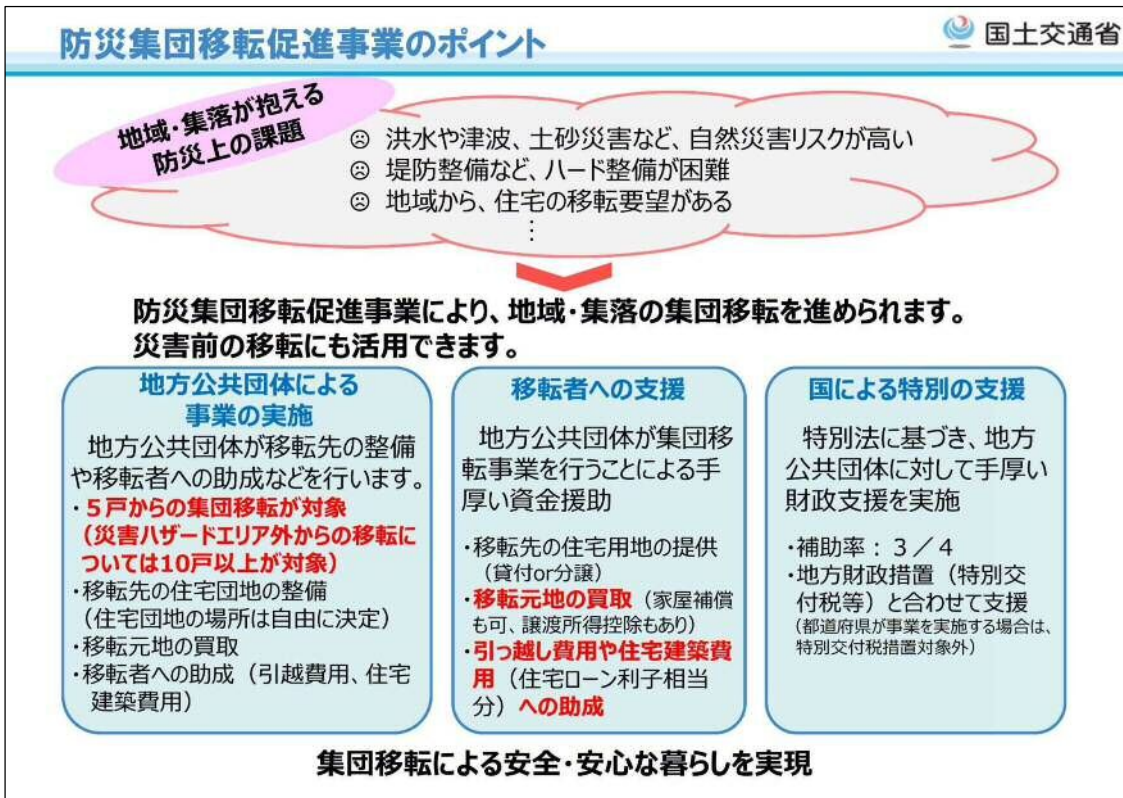 防災集団移転促進事業のポイント
国土交通省
地域・集落が抱える
防災上の課題
☹ 洪水や津波、土砂災害など、自然災害リスクが高い
☹ 堤防整備など、ハード整備が困難
☹ 地域から、住宅の移転要望がある
⋮
防災集団移転促進事業により、地域・集落の集団移転を進められます。
災害前の移転にも活用できます。
地方公共団体による
事業の実施
地方公共団体が移転先の整備
や移転者への助成などを行います。
・５戸からの集団移転が対象
（災害ハザードエリア外からの移転に
ついては10戸以上が対象）
・移転先の住宅団地の整備
（住宅団地の場所は自由に決定）
・移転元地の買取
・移転者への助成（引越費用、住宅
建築費用）
移転者への支援
地方公共団体が集団移
転事業を行うことによる手
厚い資金援助
・移転先の住宅用地の提供
（貸付or分譲）
・移転元地の買取（家屋補償
も可、譲渡所得控除もあり）
・引っ越し費用や住宅建築費
用（住宅ローン利子相当
分）への助成
国による特別の支援
特別法に基づき、地方
公共団体に対して手厚い
財政支援を実施
・補助率：３／４
・地方財政措置（特別交
付税等）と合わせて支援
（都道府県が事業を実施する場合は、
特別交付税措置対象外）
集団移転による安全・安心な暮らしを実現